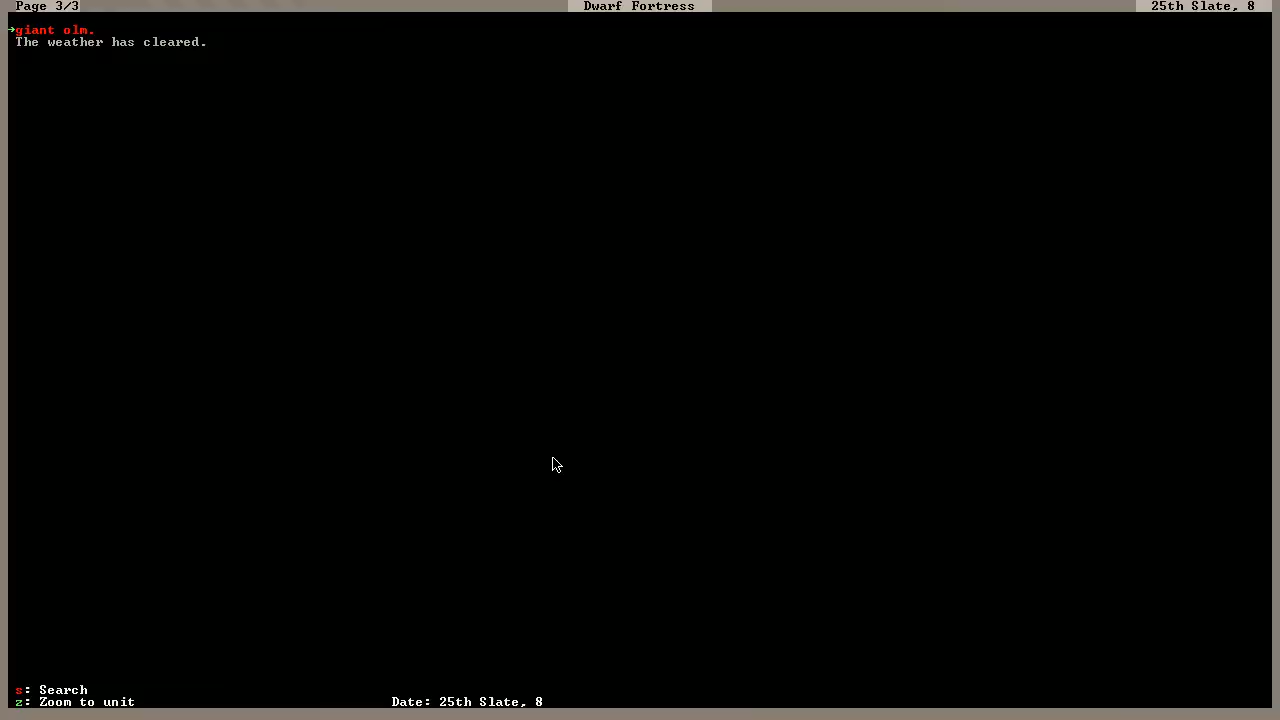 Page 3/3 Dwarf Fortress 25th Slate, 8
giant olm.
The weather has cleared.
s: Search
z: Zoom to unit Date: 25th Slate, 8